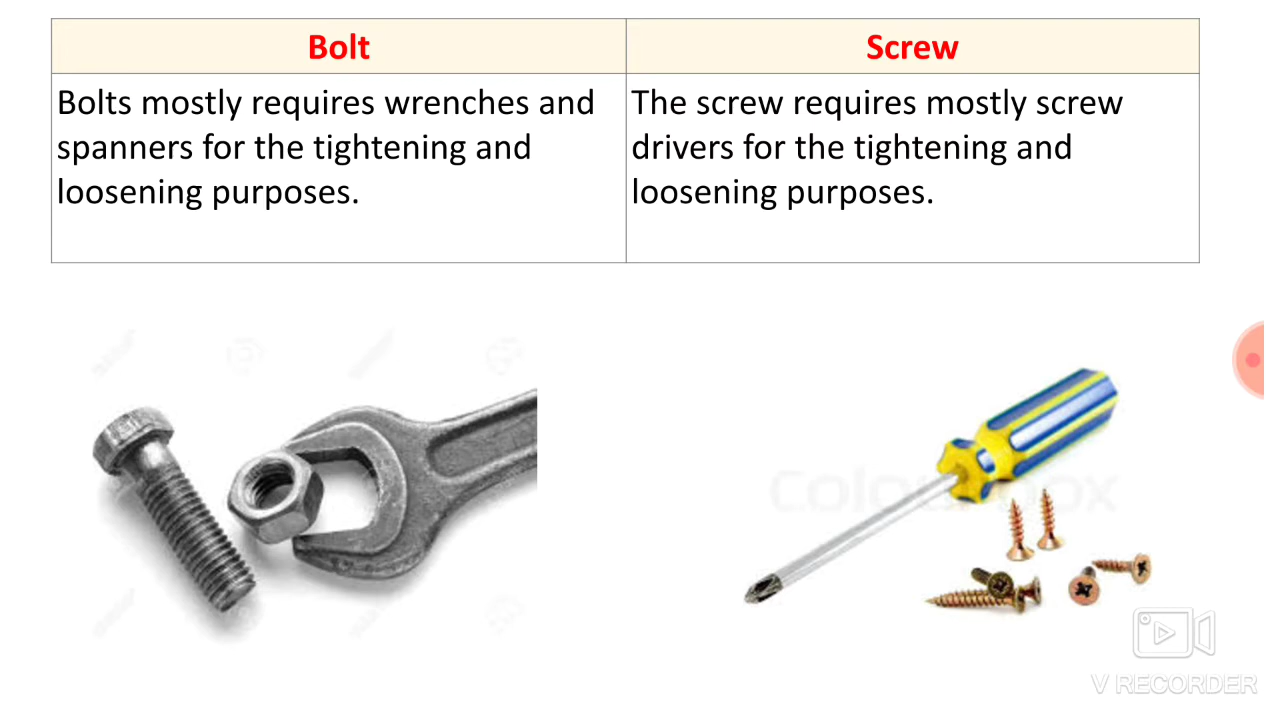 Bolt
Screw
Bolts mostly requires wrenches and
spanners for the tightening and
loosening purposes.
The screw requires mostly screw
drivers for the tightening and
loosening purposes.
Colourbox
V RECORDER